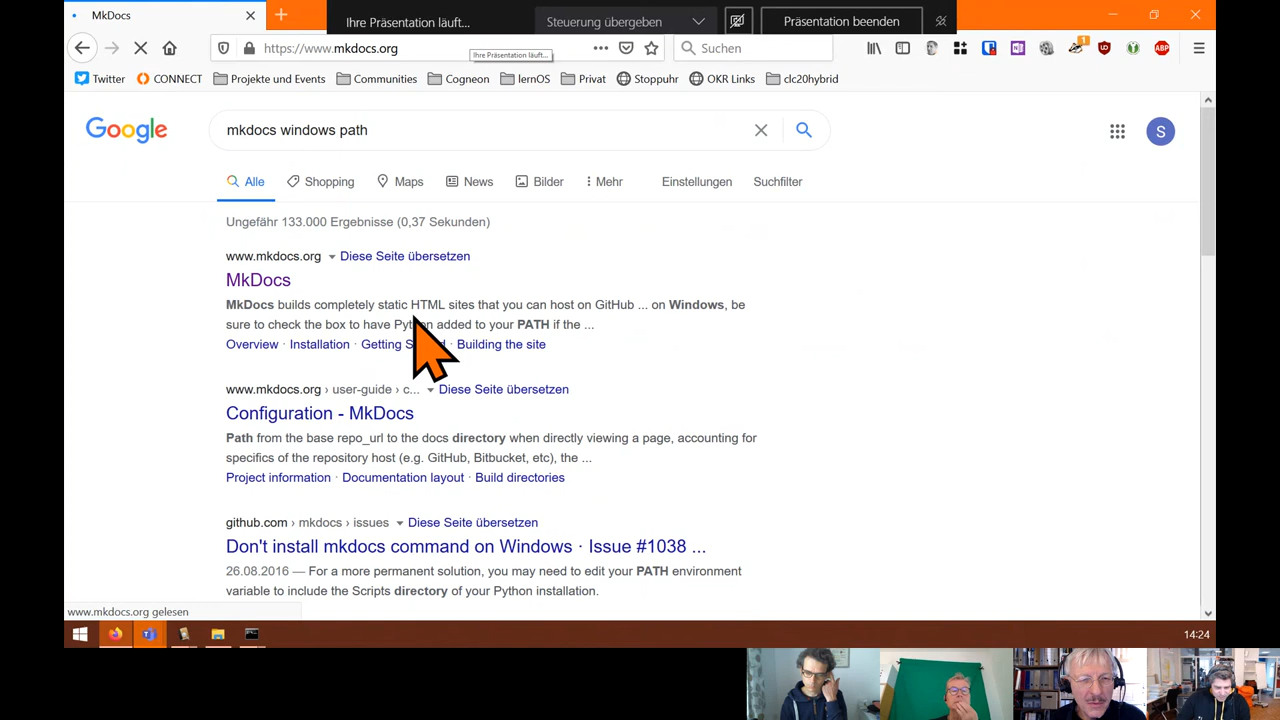 MkDocs
Ihre Präsentation läuft...
Steuerung übergeben
Präsentation beenden
https://www.mkdocs.org
Ihre Präsentation läuft...
Suchen
1
ABP
Twitter
CONNECT
Projekte und Events
Communities
Cogneon
lernOS
Privat
Stoppuhr
OKR Links
clc20hybrid
Google
mkdocs windows path
S
Alle
Shopping
Maps
News
Bilder
Mehr
Einstellungen
Suchfilter
Ungefähr 133.000 Ergebnisse (0,37 Sekunden)
www.mkdocs.org Diese Seite übersetzen
MkDocs
MkDocs builds completely static HTML sites that you can host on GitHub ... on Windows, be
sure to check the box to have Python added to your PATH if the ...
Overview · Installation · Getting · Building the site
www.mkdocs.org › user-guide › c... Diese Seite übersetzen
Configuration - MkDocs
Path from the base repo_url to the docs directory when directly viewing a page, accounting for
specifics of the repository host (e.g. GitHub, Bitbucket, etc), the ...
Project information · Documentation layout · Build directories
github.com › mkdocs › issues Diese Seite übersetzen
Don't install mkdocs command on Windows · Issue #1038 ...
26.08.2016 — For a more permanent solution, you may need to edit your PATH environment
variable to include the Scripts directory of your Python installation.
www.mkdocs.org gelesen
14:24